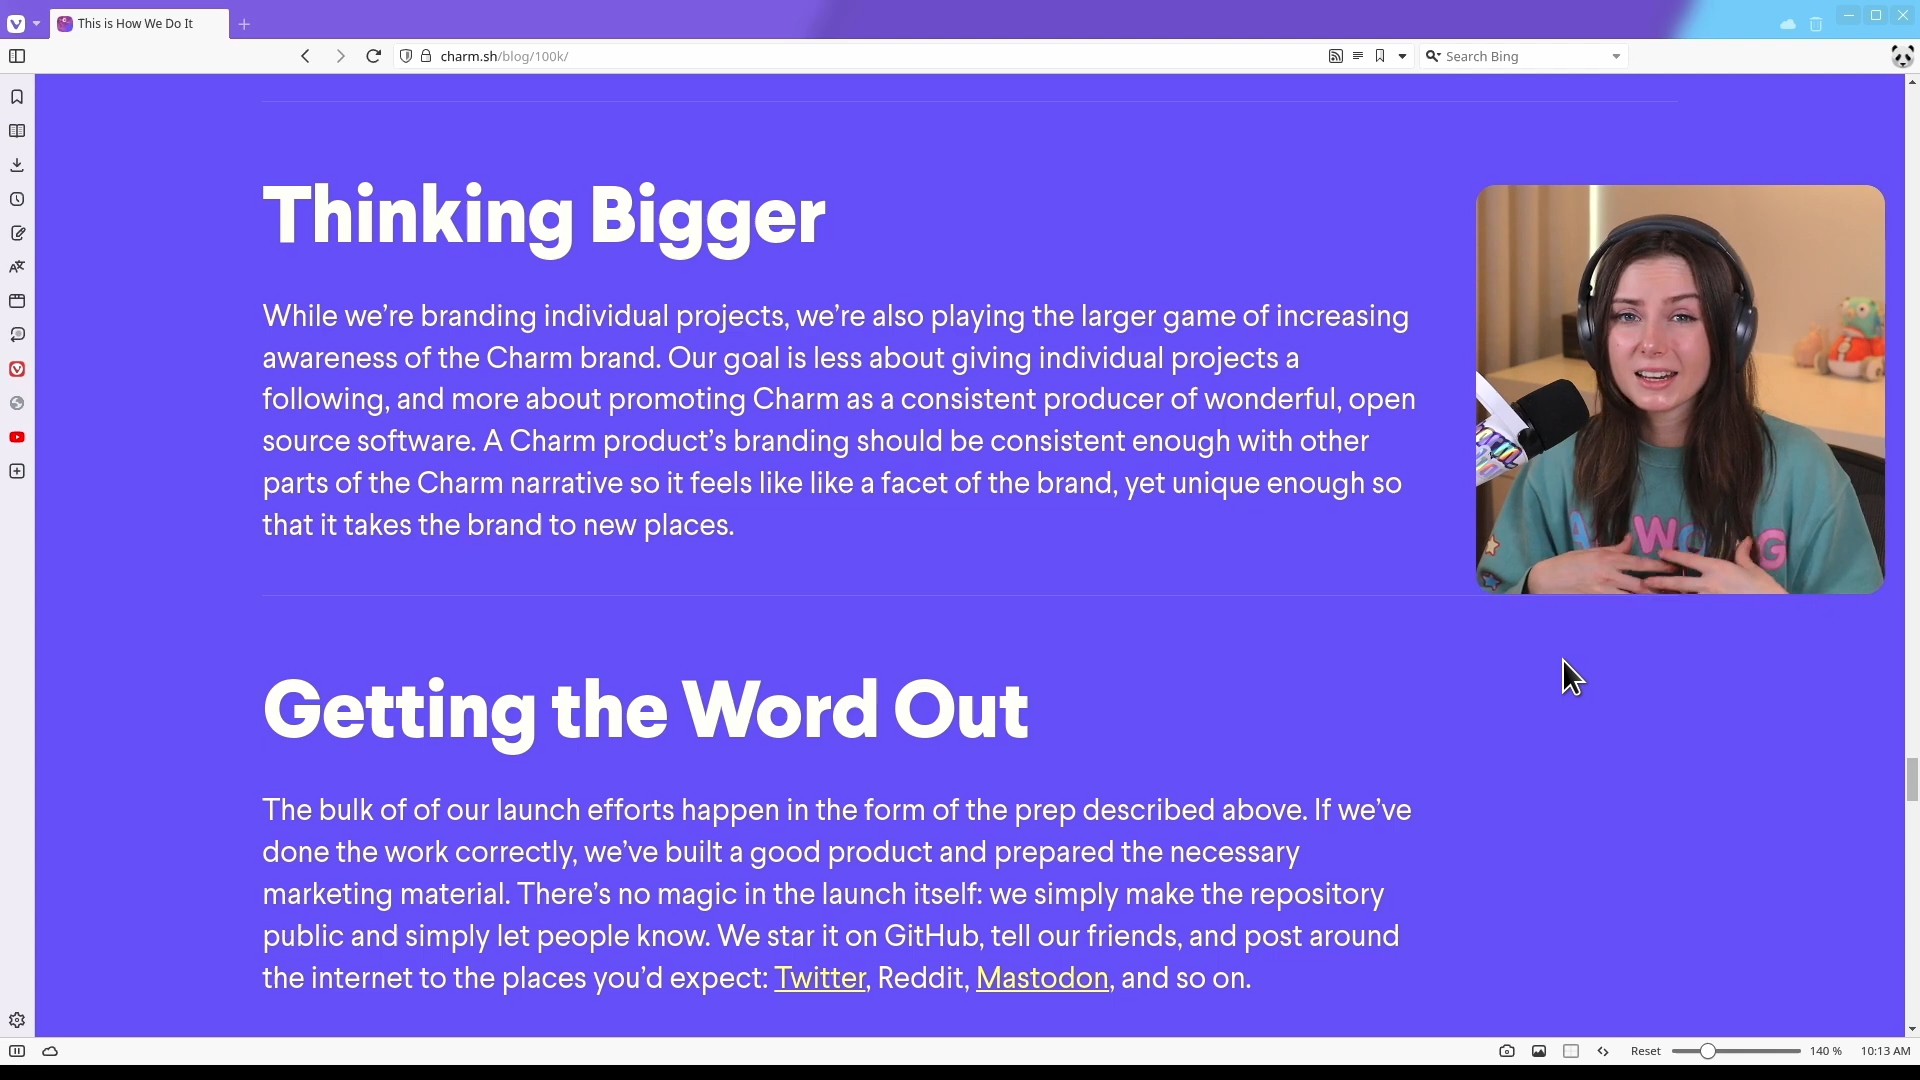 This is How We Do It
charm.sh/blog/100k/
Search Bing
Thinking Bigger
While we’re branding individual projects, we’re also playing the larger game of increasing
awareness of the Charm brand. Our goal is less about giving individual projects a
following, and more about promoting Charm as a consistent producer of wonderful, open
source software. A Charm product’s branding should be consistent enough with other
parts of the Charm narrative so it feels like like a facet of the brand, yet unique enough so
that it takes the brand to new places.
Getting the Word Out
The bulk of of our launch efforts happen in the form of the prep described above. If we’ve
done the work correctly, we’ve built a good product and prepared the necessary
marketing material. There’s no magic in the launch itself: we simply make the repository
public and simply let people know. We star it on GitHub, tell our friends, and post around
the internet to the places you’d expect: Twitter, Reddit, Mastodon, and so on.
Reset
140 %
10:13 AM